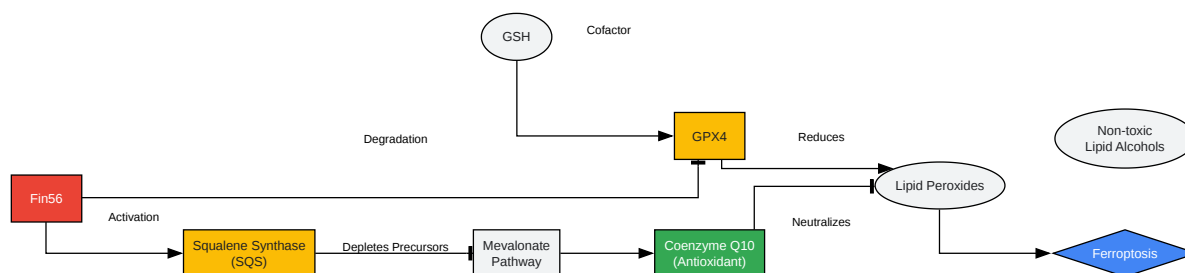 GSH
Cofactor
Degradation
GPX4
Reduces
Non-toxic
Lipid Alcohols
Fin56
Lipid Peroxides
Activation
Neutralizes
Squalene Synthase
(SQS)
Depletes Precursors
Mevalonate
Pathway
Coenzyme Q10
(Antioxidant)
Ferroptosis